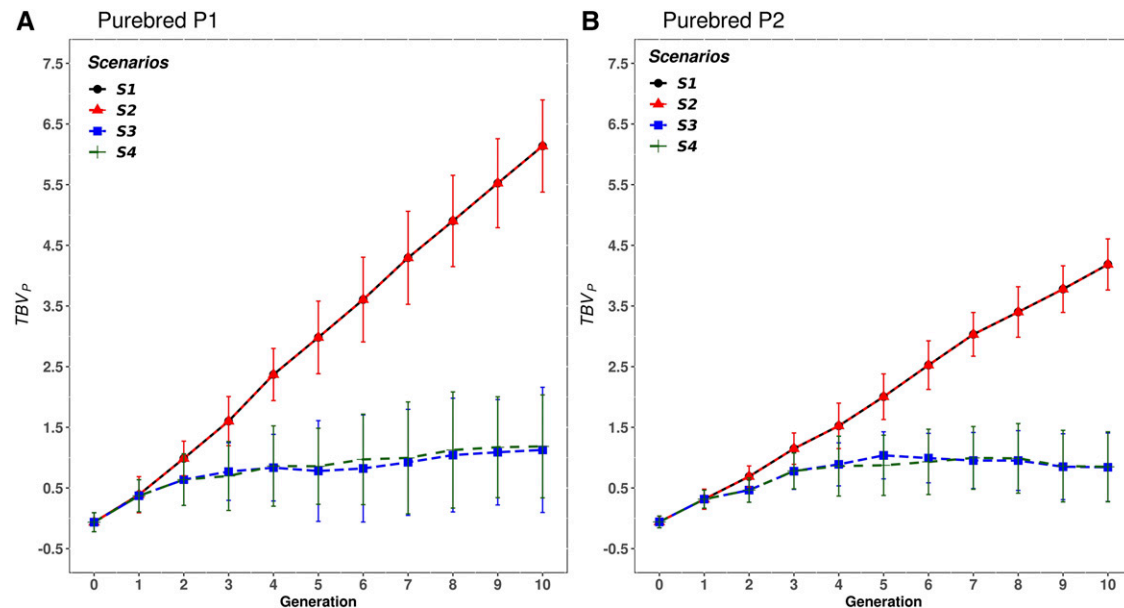 A Purebred P1
Scenarios
S1
S2
S3
S4
7.5
6.5
5.5
4.5
3.5
2.5
1.5
0.5
-0.5
TBV_P
0 1 2 3 4 5 6 7 8 9 10
Generation
B Purebred P2
Scenarios
S1
S2
S3
S4
7.5
6.5
5.5
4.5
3.5
2.5
1.5
0.5
-0.5
TBV_P
0 1 2 3 4 5 6 7 8 9 10
Generation